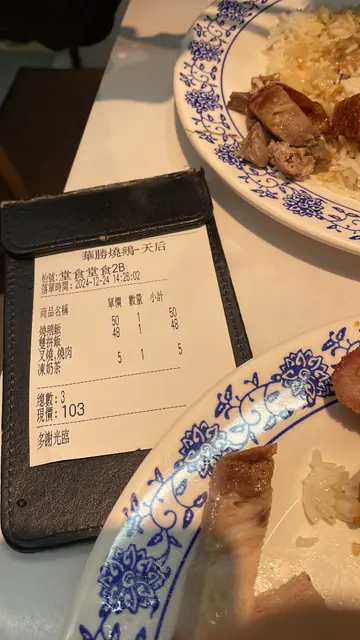 華勝燒鵝-天后
枱號:堂食堂食2B
落單時間: 2024-12-24 14:26:02
商品名稱 單價 數量 小計
燒鵝飯 50 1 50
雙拼飯 48 1 48
叉燒,燒肉
凍奶茶 5 1 5
總數: 3
現價: 103
多謝光臨